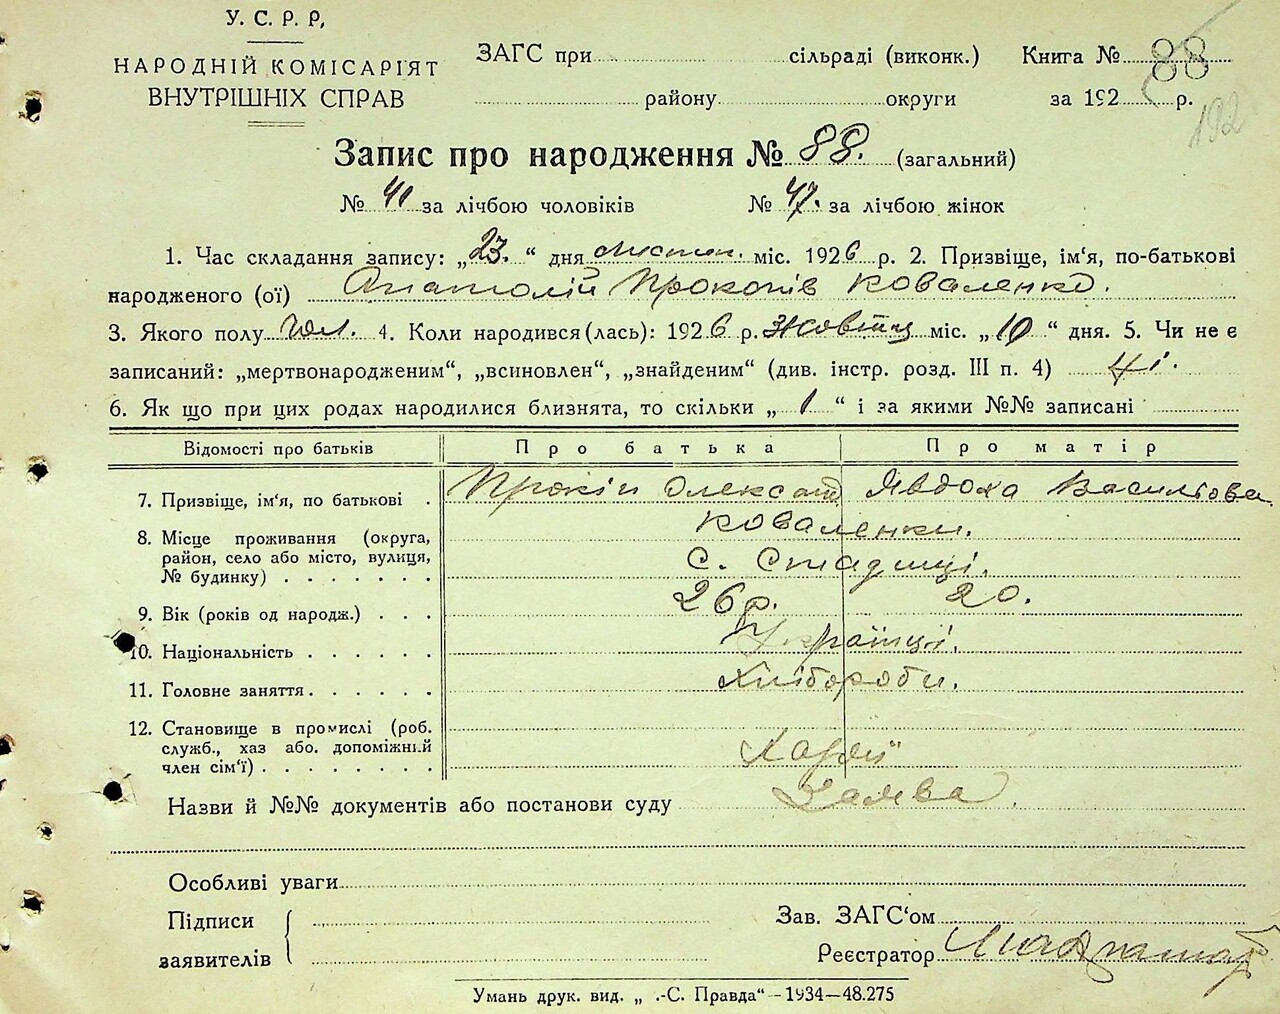 У. С. Р. Р.
НАРОДНІЙ КОМІСАРІЯТ
ВНУТРІШНІХ СПРАВ
ЗАГС при сільраді (виконк.) Книга № 88
району округи за 192 р.
192
Запис про народження № 88. (загальний)
№ 41 за лічбою чоловіків № 47. за лічбою жінок
1. Час складання запису: „23.“ дня листоп. міс. 1926 р. 2. Призвіще, ім‘я, по-батькові
народженого (ої) Анатолій Прокопів Коваленко.
3. Якого полу чол. 4. Коли народився(лась): 1926 р. Жовтц міс. „10“ дня. 5. Чи не є
записаний: „мертвонародженим“, „всиновлен“, „знайденим“ (див. інстр. розд. III п. 4) Ні.
6. Як що при цих родах народилися близнята, то скільки „1“ і за якими №№ записані
Відомості про батьків Про батька Про матір
7. Призвіще, ім‘я, по батькові . Прокіп Олександ Явдоха Василівва
Коваленки.
8. Місце проживання (округа,
район, село або місто, вулиця,
№ будинку) . . . . . . . С. Стадниці.
9. Вік (років од народж.) . . . 26 р. 20.
10. Національність . . . . . . Українці.
11. Головне заняття . . . . . . Хлібороби.
12. Становище в промислі (роб.
служб., хаз або. допоміжний
член сім‘ї) . . . . . . . . Хазяї
Назви й №№ документів або постанови суду Заява.
Особливі уваги
Підписи
заявителів
Зав. ЗАГС‘ом
Реєстратор
Умань друк. вид. „ .-С. Правда“—1934—48.275